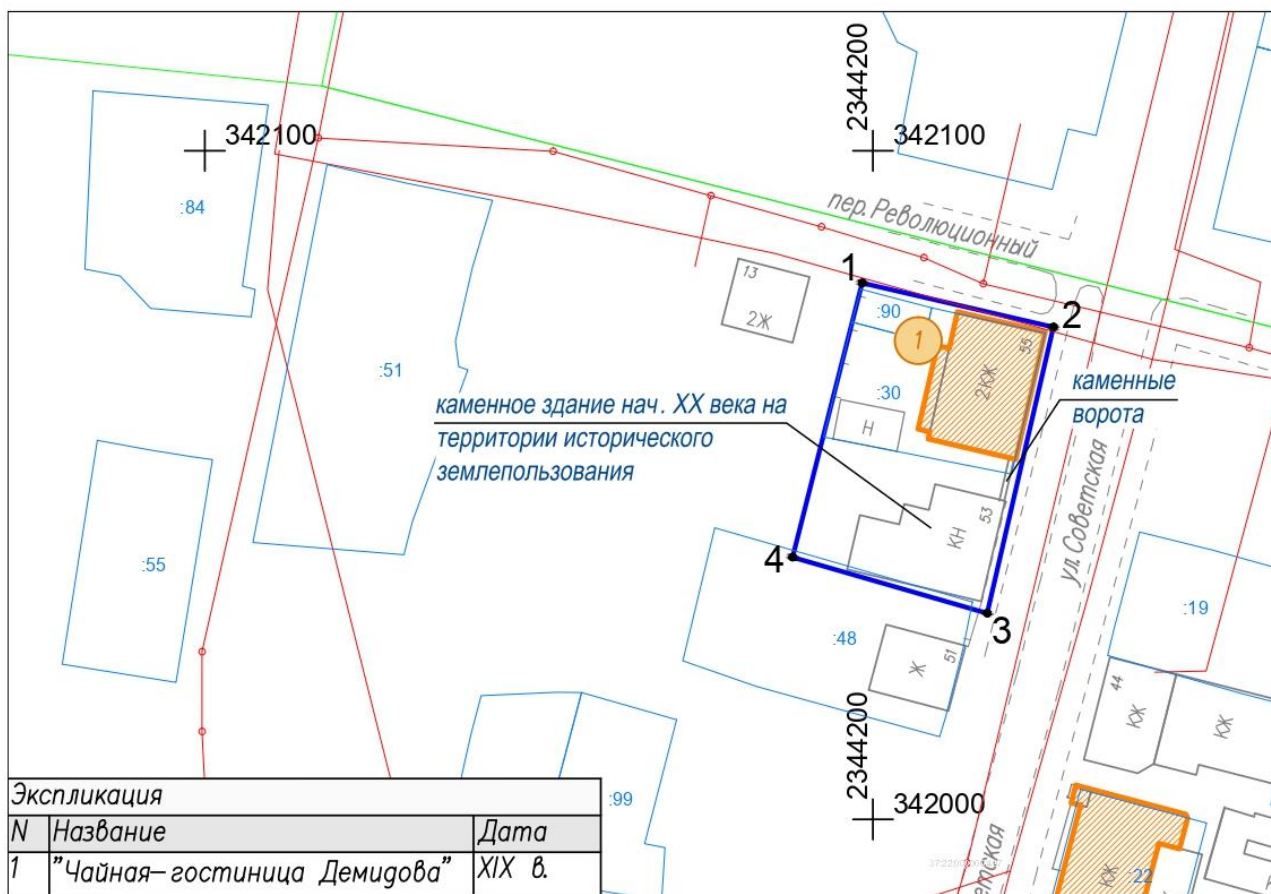 2344200
342100
342100
:84
пер. Революционный
13
2Ж
1
2
:90
1
55
2КЖ
:51
:30
каменные
ворота
каменное здание нач. XX века на
территории исторического
землепользования
Н
53
КН
ул. Советская
4
3
:55
:48
:19
51
Ж
44
КЖ
КЖ
2344200
342000
:99
:22
Экспликация
N Название Дата
1 "Чайная-гостиница Демидова" XIX в.